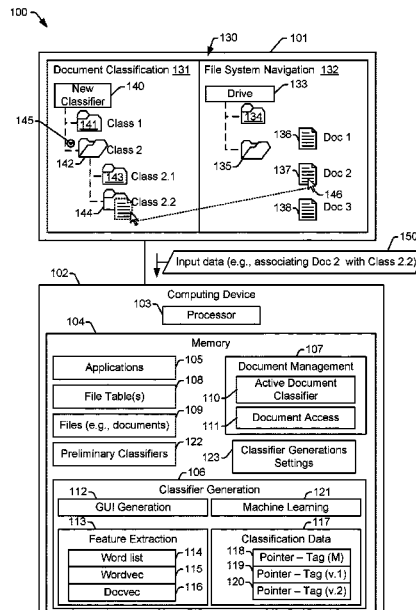 100
130
101
Document Classification 131
File System Navigation 132
New Classifier
140
Drive
133
145
141
Class 1
134
136
Doc 1
Class 2
142
135
137
Doc 2
143
Class 2.1
146
144
Class 2.2
138
Doc 3
150
Input data (e.g., associating Doc 2 with Class 2.2)
102
Computing Device
103
Processor
104
Memory
107
Applications
105
Document Management
110
Active Document Classifier
File Table(s)
108
Files (e.g., documents)
109
111
Document Access
Preliminary Classifiers
122
123
Classifier Generations Settings
106
Classifier Generation
112
GUI Generation
Machine Learning
121
113
117
Feature Extraction
Classification Data
Word list
114
118
Pointer – Tag (M)
Wordvec
115
119
Pointer – Tag (v.1)
Docvec
116
120
Pointer – Tag (v.2)